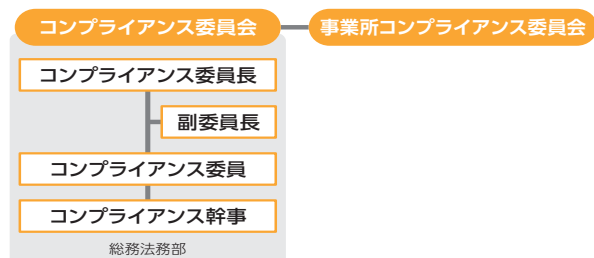 コンプライアンス委員会
事業所コンプライアンス委員会
コンプライアンス委員長
副委員長
コンプライアンス委員
コンプライアンス幹事
総務法務部